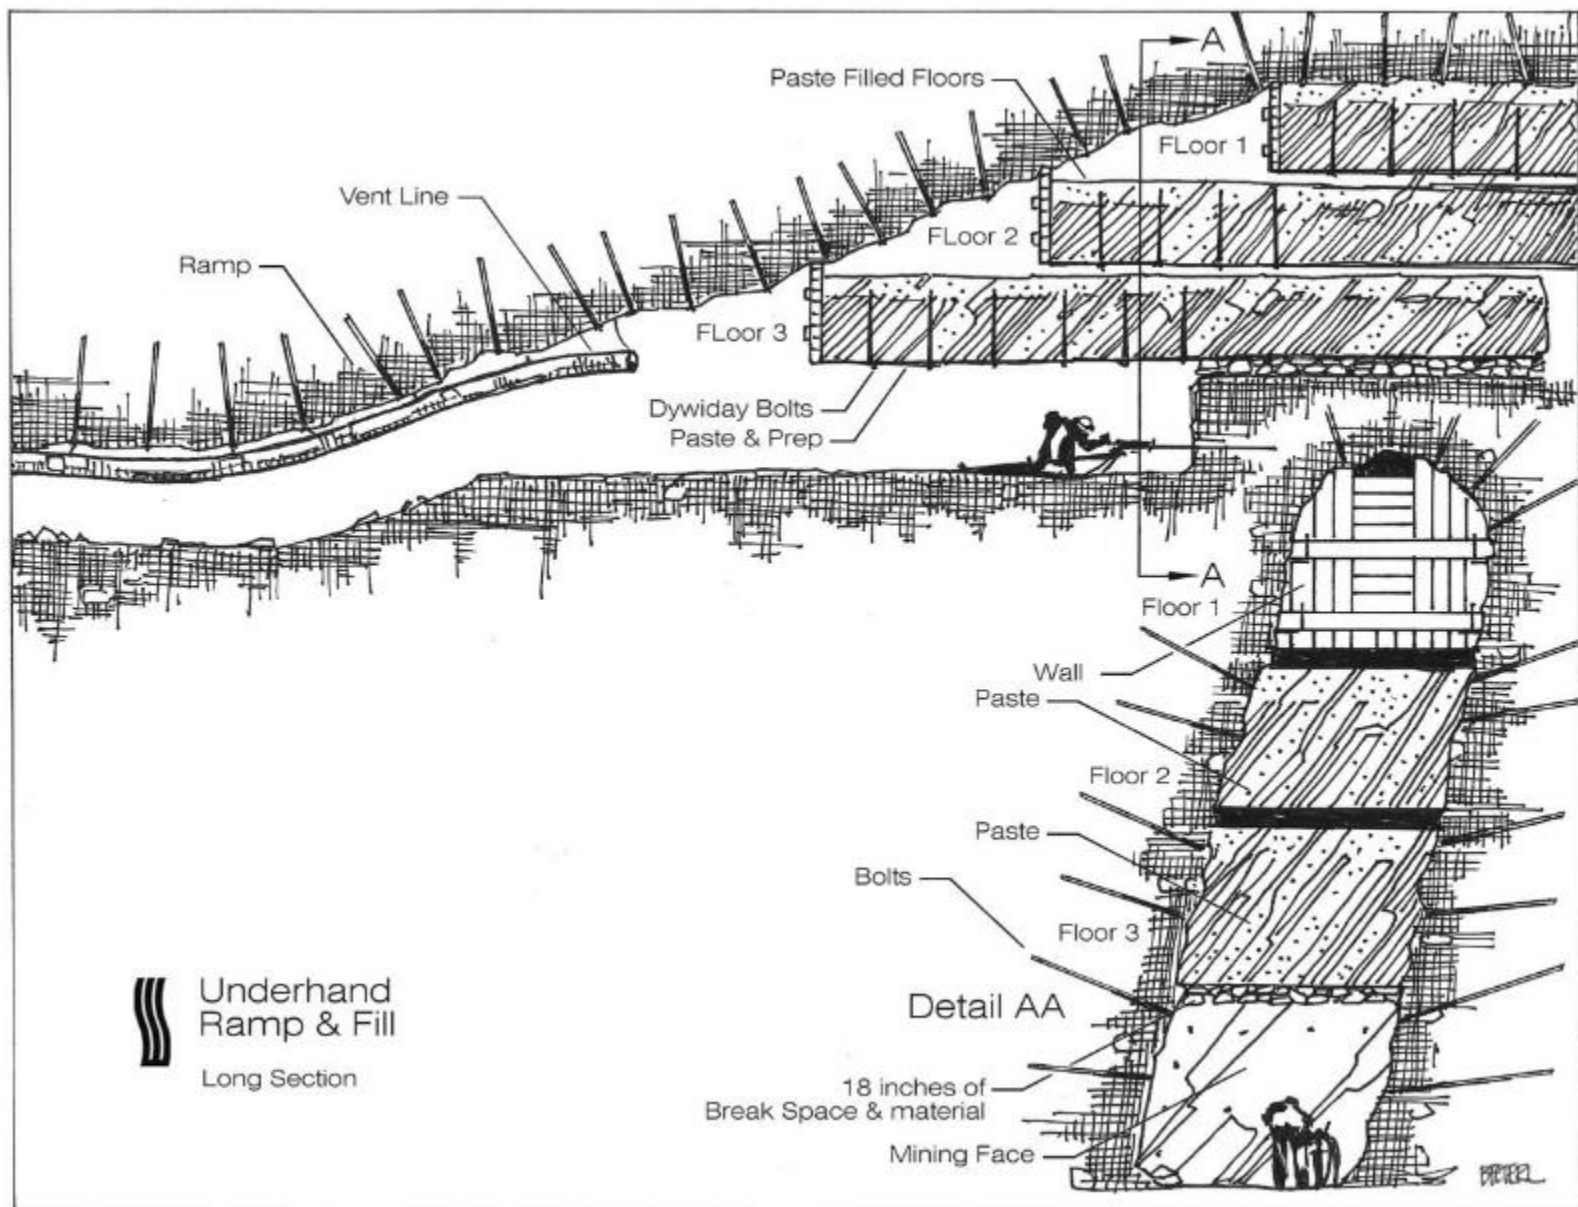 A
Paste Filled Floors
FLoor 1
Vent Line
FLoor 2
Ramp
FLoor 3
Dywiday Bolts
Paste & Prep
A
Floor 1
Wall
Paste
Floor 2
Paste
Bolts
Floor 3
Underhand
Ramp & Fill
Long Section
Detail AA
18 inches of
Break Space & material
Mining Face